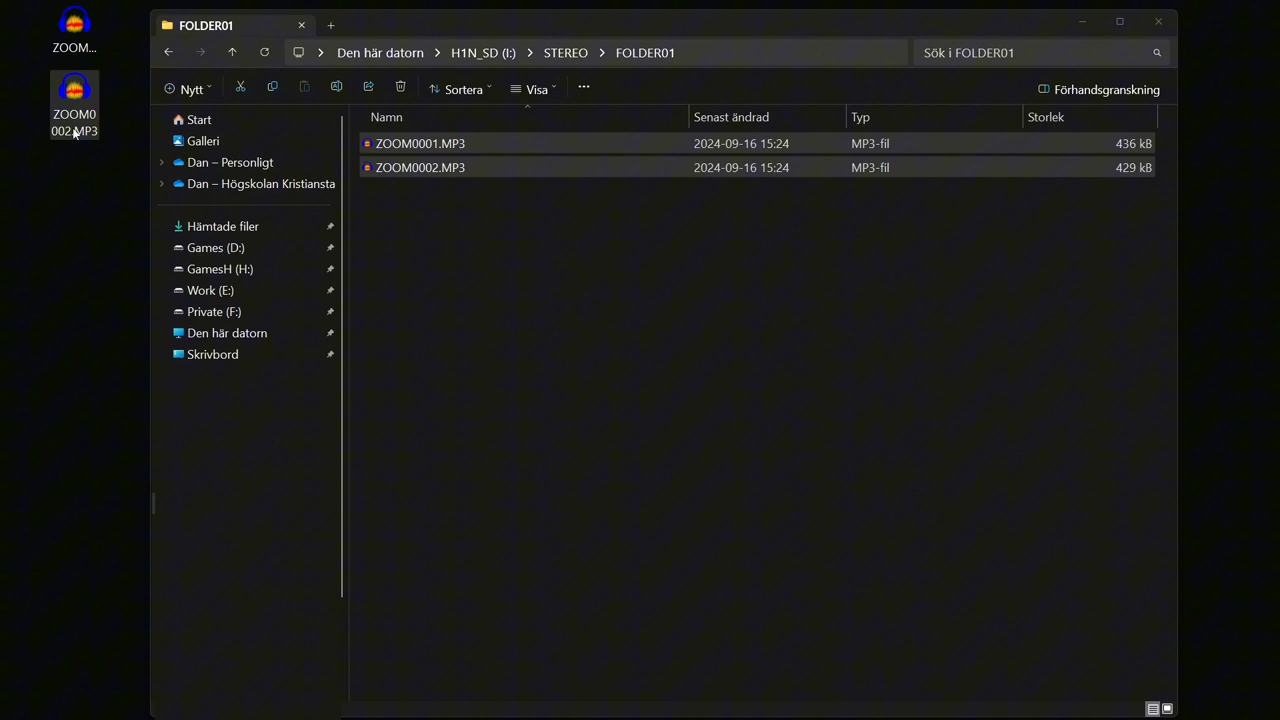 ZOOM...
ZOOM0
002.MP3
FOLDER01
Den här datorn
H1N_SD (I:)
STEREO
FOLDER01
Sök i FOLDER01
Nytt
Sortera
Visa
Förhandsgranskning
Start
Galleri
Dan – Personligt
Dan – Högskolan Kristiansta
Hämtade filer
Games (D:)
GamesH (H:)
Work (E:)
Private (F:)
Den här datorn
Skrivbord
Namn Senast ändrad Typ Storlek
ZOOM0001.MP3 2024-09-16 15:24 MP3-fil 436 kB
ZOOM0002.MP3 2024-09-16 15:24 MP3-fil 429 kB